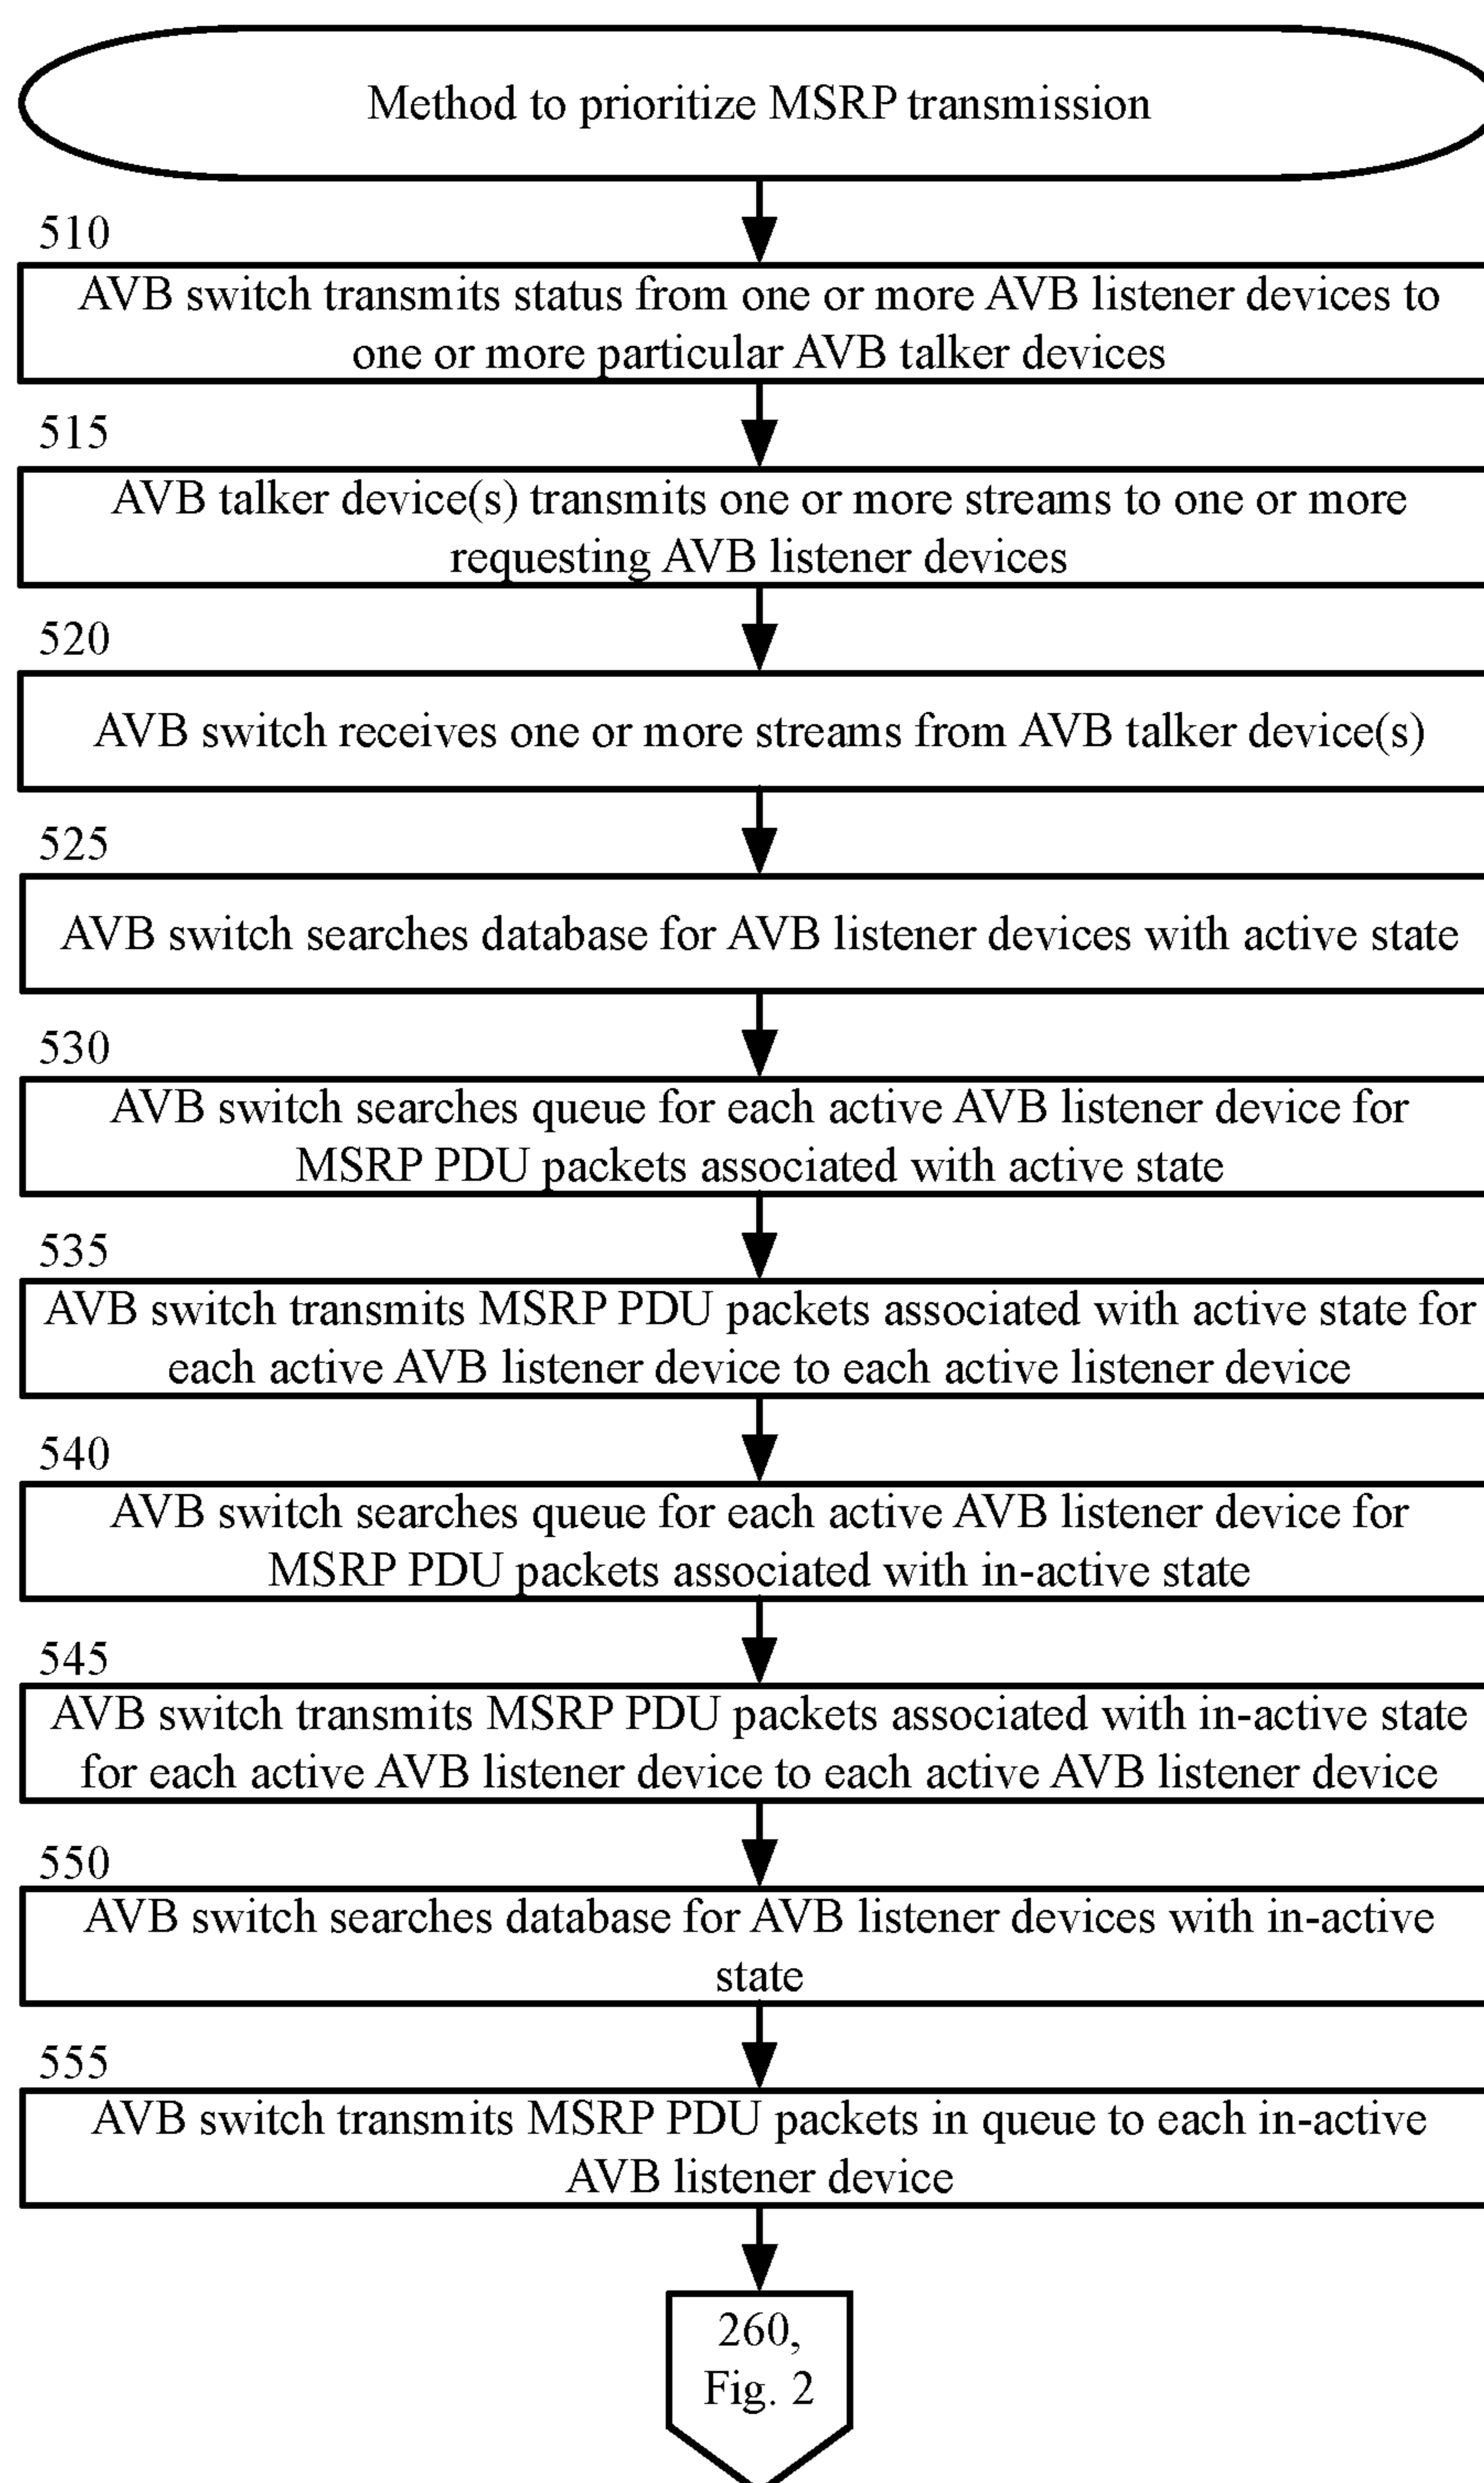 Method to prioritize MSRP transmission
510
AVB switch transmits status from one or more AVB listener devices to
one or more particular AVB talker devices
515
AVB talker device(s) transmits one or more streams to one or more
requesting AVB listener devices
520
AVB switch receives one or more streams from AVB talker device(s)
525
AVB switch searches database for AVB listener devices with active state
530
AVB switch searches queue for each active AVB listener device for
MSRP PDU packets associated with active state
535
AVB switch transmits MSRP PDU packets associated with active state for
each active AVB listener device to each active listener device
540
AVB switch searches queue for each active AVB listener device for
MSRP PDU packets associated with in-active state
545
AVB switch transmits MSRP PDU packets associated with in-active state
for each active AVB listener device to each active AVB listener device
550
AVB switch searches database for AVB listener devices with in-active
state
555
AVB switch transmits MSRP PDU packets in queue to each in-active
AVB listener device
260,
Fig. 2